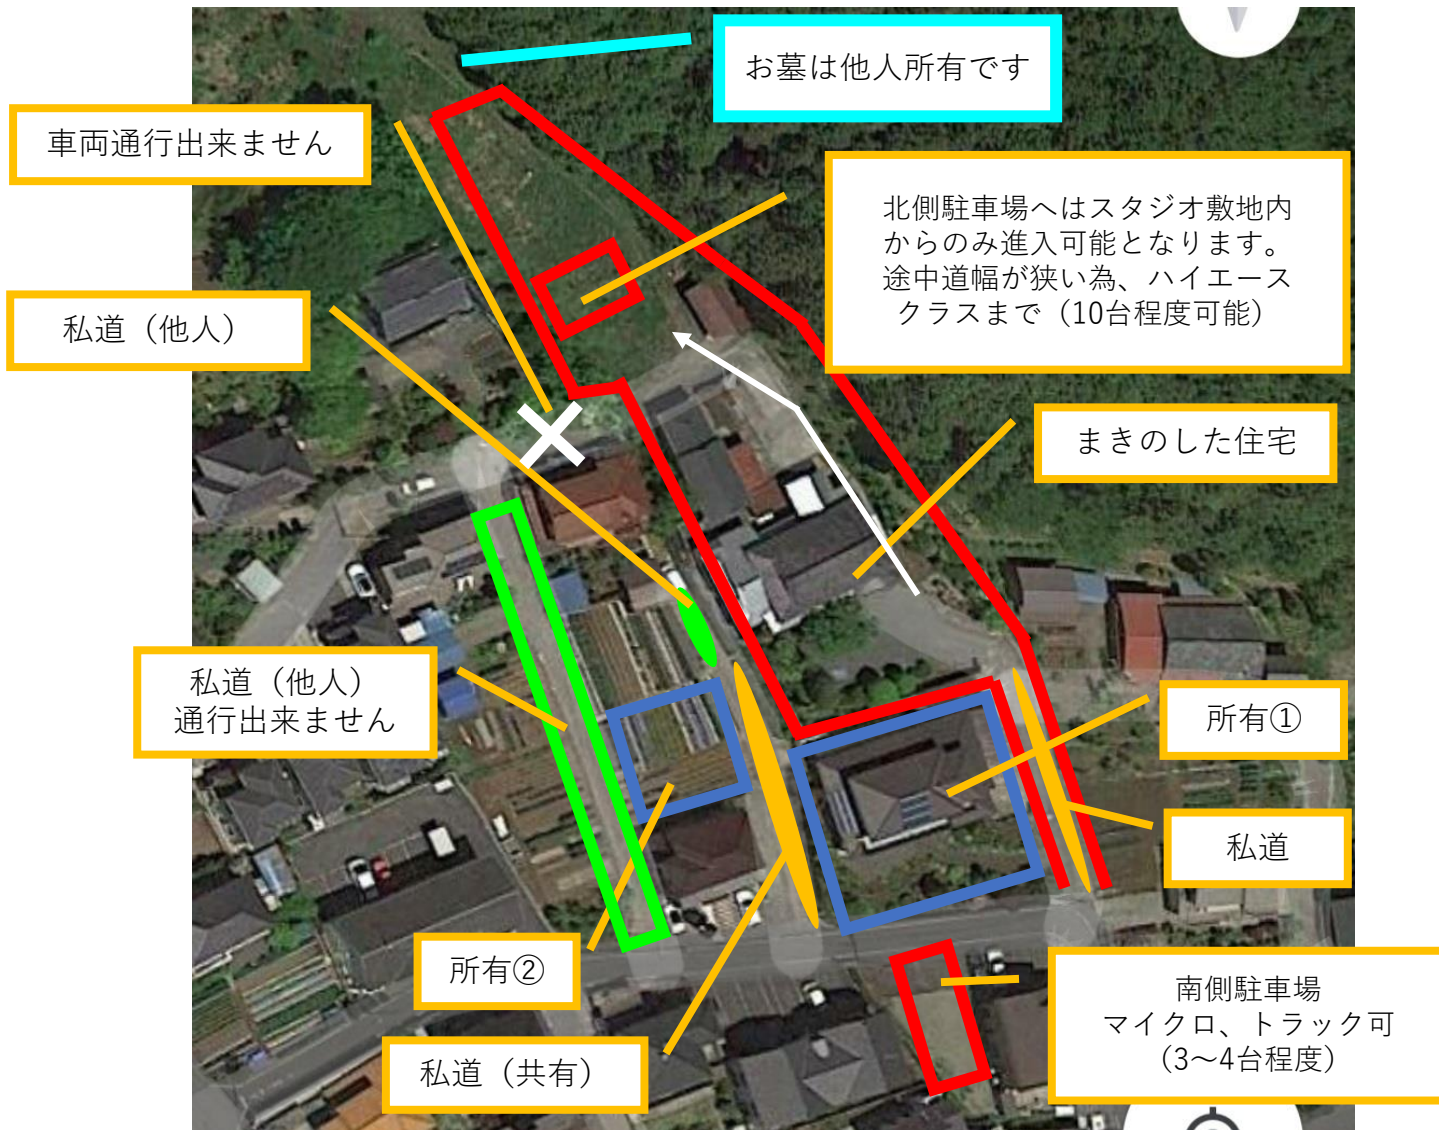 お墓は他人所有です
車両通行出来ません
北側駐車場へはスタジオ敷地内
からのみ進入可能となります。
途中道幅が狭い為、ハイエース
クラスまで（10台程度可能）
私道（他人）
まきのした住宅
私道（他人）
通行出来ません
所有①
私道
所有②
南側駐車場
マイクロ、トラック可
（3～4台程度）
私道（共有）